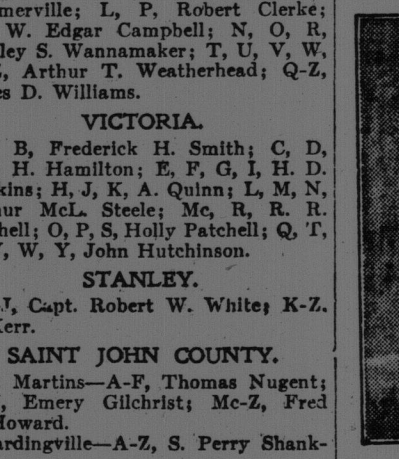 merville; L, P, Robert Clerke;
W. Edgar Campbell; N, O, R,
ley S. Wannamaker; T, U, V, W,
, Arthur T. Weatherhead; Q-Z,
s D. Williams.
VICTORIA.
B, Frederick H. Smith; C, D,
H. Hamilton; E, F, G, I, H. D.
kins; H, J, K, A. Quinn; L, M, N,
ur McL. Steele; Mc, R, R. R.
hell; O, P, S, Holly Patchell; Q, T,
, W, Y, John Hutchinson.
STANLEY.
J, Capt. Robert W. White; K-Z.
err.
SAINT JOHN COUNTY.
Martins—A-F, Thomas Nugent;
, Emery Gilchrist; Mc-Z, Fred
Howard.
ardingville—A-Z, S. Perry Shank-